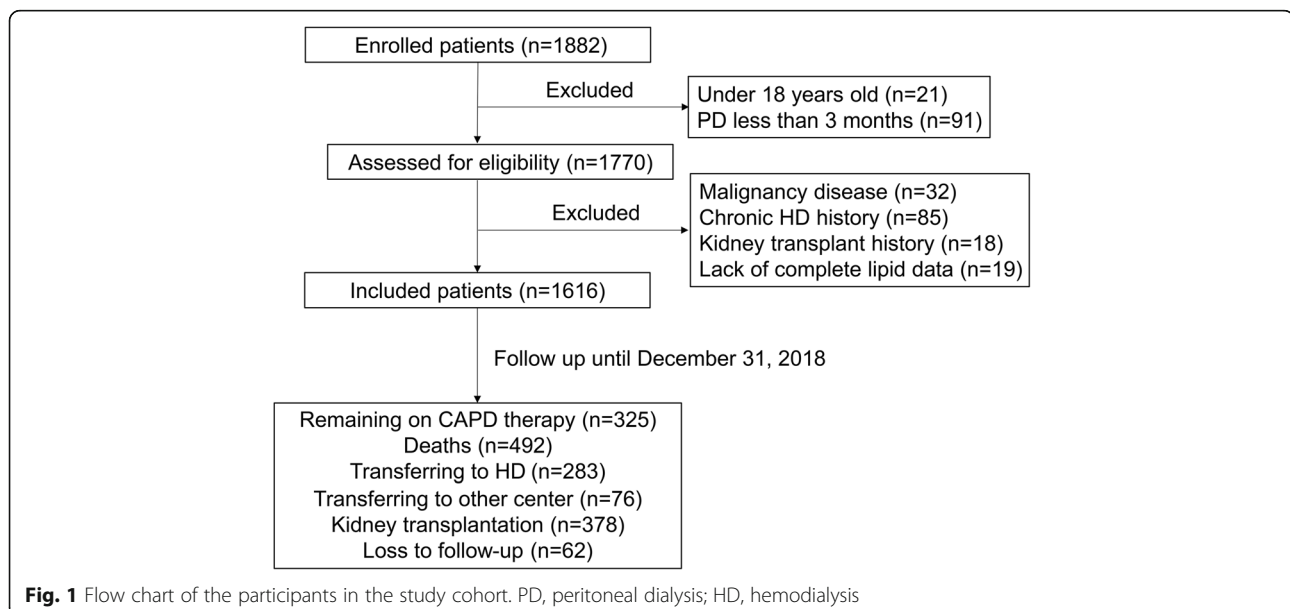 Enrolled patients (n=1882)
Excluded
Under 18 years old (n=21)
PD less than 3 months (n=91)
Assessed for eligibility (n=1770)
Excluded
Malignancy disease (n=32)
Chronic HD history (n=85)
Kidney transplant history (n=18)
Lack of complete lipid data (n=19)
Included patients (n=1616)
Follow up until December 31, 2018
Remaining on CAPD therapy (n=325)
Deaths (n=492)
Transferring to HD (n=283)
Transferring to other center (n=76)
Kidney transplantation (n=378)
Loss to follow-up (n=62)
Fig. 1 Flow chart of the participants in the study cohort. PD, peritoneal dialysis; HD, hemodialysis